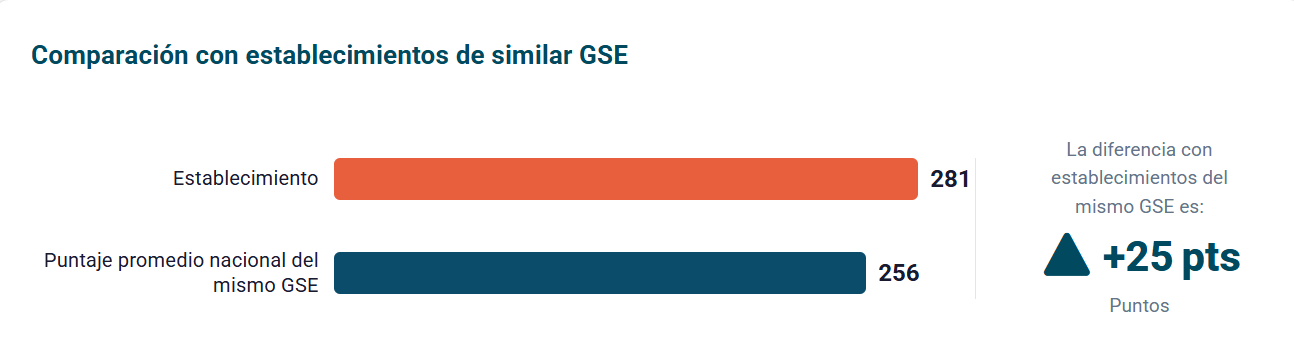 Comparación con establecimientos de similar GSE
Establecimiento
281
Puntaje promedio nacional del
mismo GSE
256
La diferencia con
establecimientos del
mismo GSE es:
+25 pts
Puntos